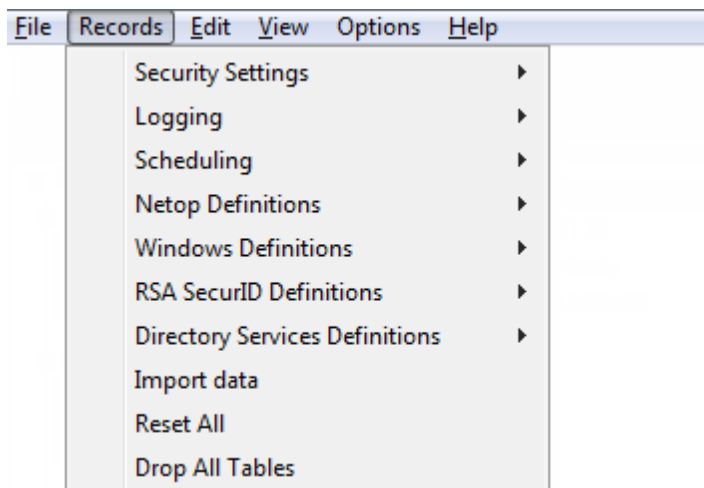 File Records Edit View Options Help
Security Settings
Logging
Scheduling
Netop Definitions
Windows Definitions
RSA SecurID Definitions
Directory Services Definitions
Import data
Reset All
Drop All Tables